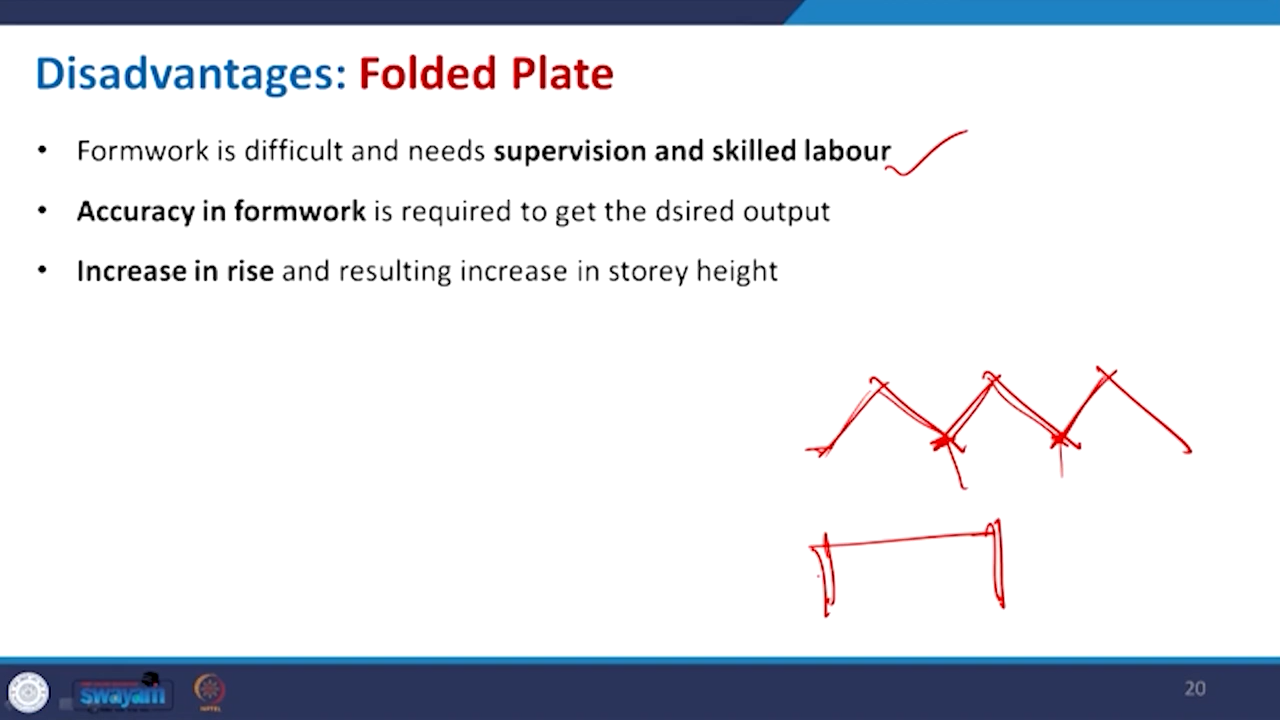 Disadvantages: Folded Plate
• Formwork is difficult and needs supervision and skilled labour
• Accuracy in formwork is required to get the dsired output
• Increase in rise and resulting increase in storey height
swayam
20